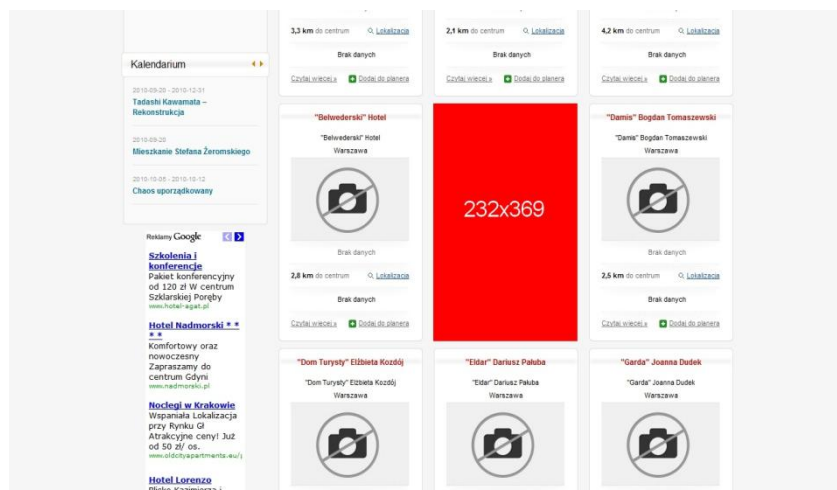 3,3 km do centrum Lokalizacja
2,1 km do centrum Lokalizacja
4,2 km do centrum Lokalizacja
Brak danych
Brak danych
Brak danych
Czytaj więcej » Dodaj do planera
Czytaj więcej » Dodaj do planera
Czytaj więcej » Dodaj do planera
Kalendarium
2010-09-20 - 2010-12-31
Tadashi Kawamata –
Rekonstrukcja
2010-09-20
Mieszkanie Stefana Żeromskiego
2010-10-05 - 2010-10-12
Chaos uporządkowany
Reklamy Google
Szkolenia i
konferencje
Pakiet konferencyjny
od 120 zł W centrum
Szklarskiej Poręby
www.hotel-agat.pl
Hotel Nadmorski * *
* *
Komfortowy oraz
nowoczesny
Zapraszamy do
centrum Gdyni
www.nadmorski.pl
Noclegi w Krakowie
Wspaniała Lokalizacja
przy Rynku Gł
Atrakcyjne ceny! Już
od 50 zł/ os.
www.oldcityapartments.eu/
Hotel Lorenzo
Blisko Kazimierza i
"Belwederski" Hotel
"Belwederski" Hotel
Warszawa
Brak danych
2,8 km do centrum Lokalizacja
Brak danych
Czytaj więcej » Dodaj do planera
232x369
"Damis" Bogdan Tomaszewski
"Damis" Bogdan Tomaszewski
Warszawa
Brak danych
2,5 km do centrum Lokalizacja
Brak danych
Czytaj więcej » Dodaj do planera
"Dom Turysty" Elżbieta Kozdój
"Dom Turysty" Elżbieta Kozdój
Warszawa
"Eldar" Dariusz Pałuba
"Eldar" Dariusz Pałuba
Warszawa
"Garda" Joanna Dudek
"Garda" Joanna Dudek
Warszawa